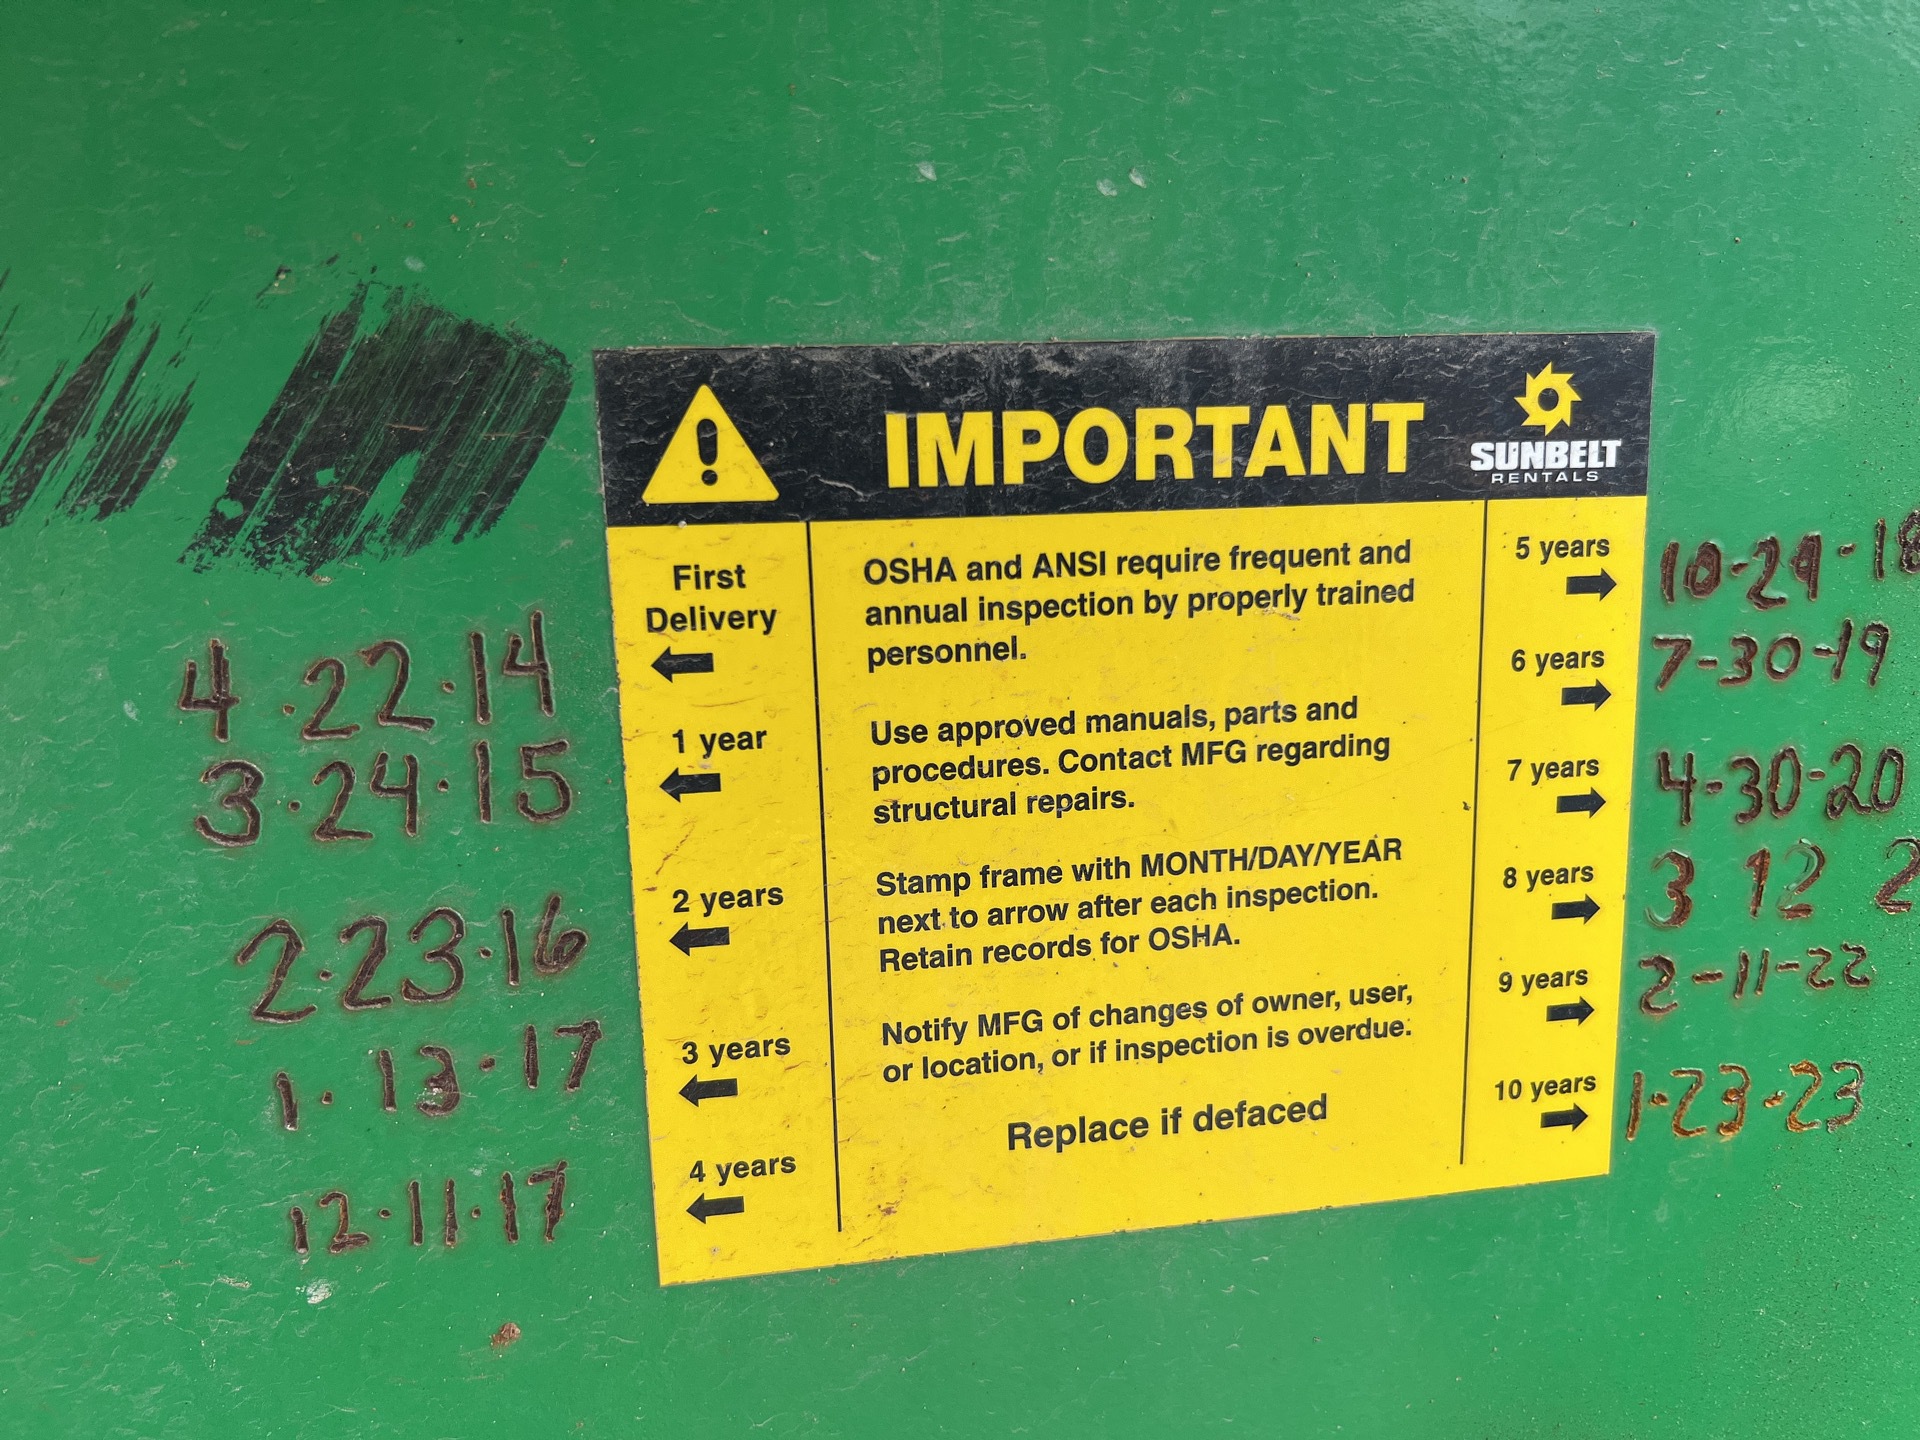 IMPORTANT
SUNBELT
RENTALS
First
Delivery
4.22.14
1 year
3.24.15
2 years
2.23.16
3 years
1.13.17
4 years
12.11.17
OSHA and ANSI require frequent and
annual inspection by properly trained
personnel.
Use approved manuals, parts and
procedures. Contact MFG regarding
structural repairs.
Stamp frame with MONTH/DAY/YEAR
next to arrow after each inspection.
Retain records for OSHA.
Notify MFG of changes of owner, user,
or location, or if inspection is overdue.
Replace if defaced
5 years
10-29-18
6 years
7-30-19
7 years
4-30-20
8 years
3 12 2
9 years
2-11-22
10 years
1.23.23